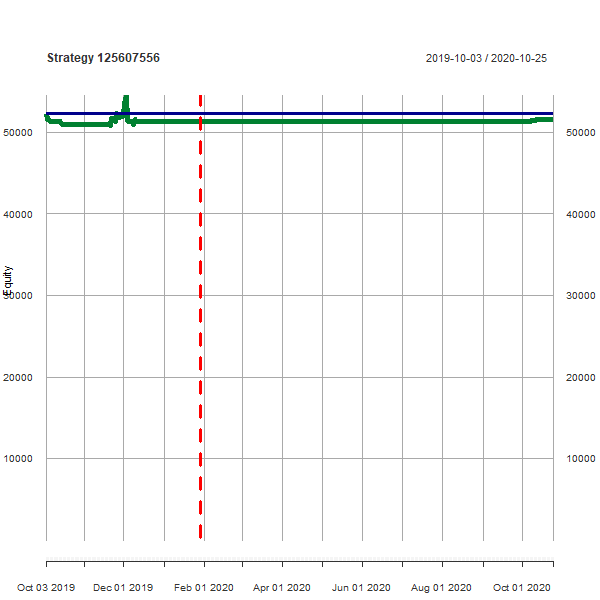 Strategy 125607556
2019-10-03 / 2020-10-25
50000
50000
40000
40000
Equity
30000
30000
20000
20000
10000
10000
Oct 03 2019
Dec 01 2019
Feb 01 2020
Apr 01 2020
Jun 01 2020
Aug 01 2020
Oct 01 2020